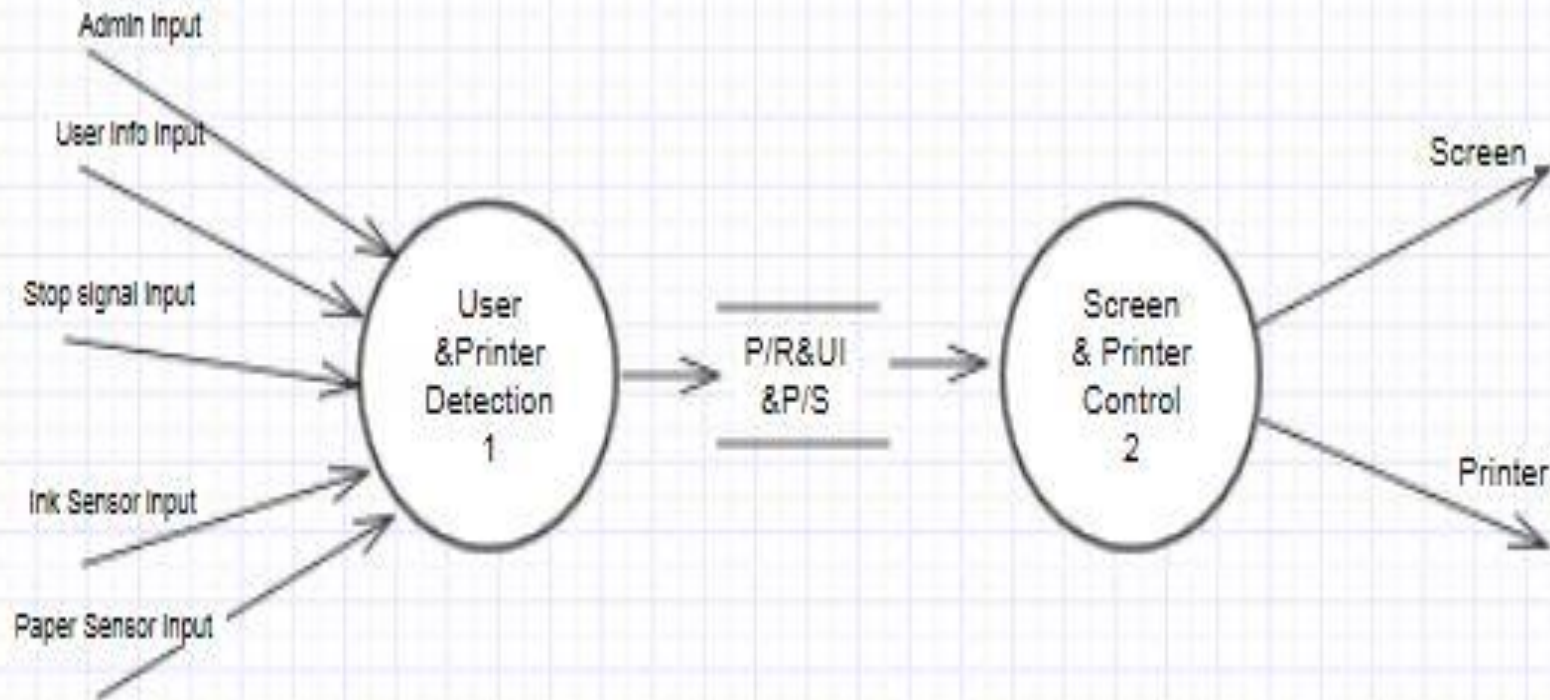 Admin Input
User Info Input
Stop signal Input
Ink Sensor Input
Paper Sensor Input
User
&Printer
Detection
1
P/R&UI
&P/S
Screen
& Printer
Control
2
Screen
Printer